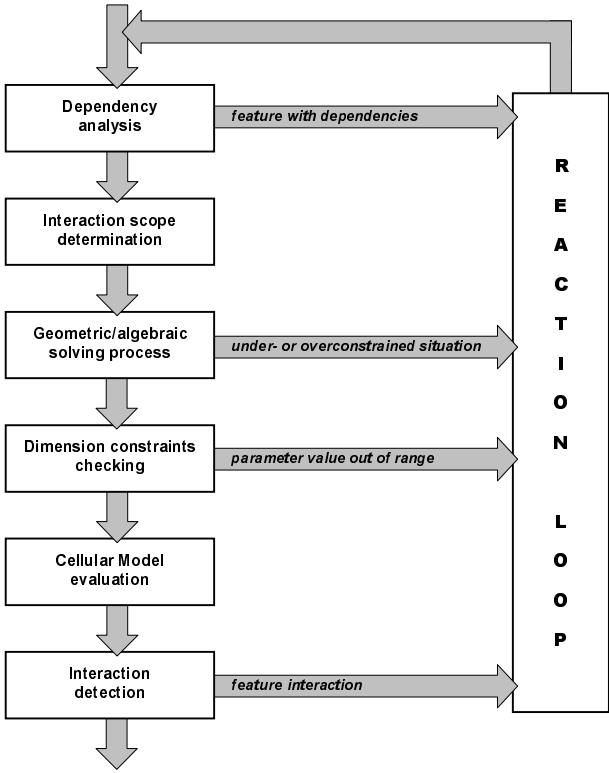 Dependency
analysis
feature with dependencies
Interaction scope
determination
Geometric/algebraic
solving process
under- or overconstrained situation
Dimension constraints
checking
parameter value out of range
Cellular Model
evaluation
Interaction
detection
feature interaction
R
E
A
C
T
I
O
N
L
O
O
P